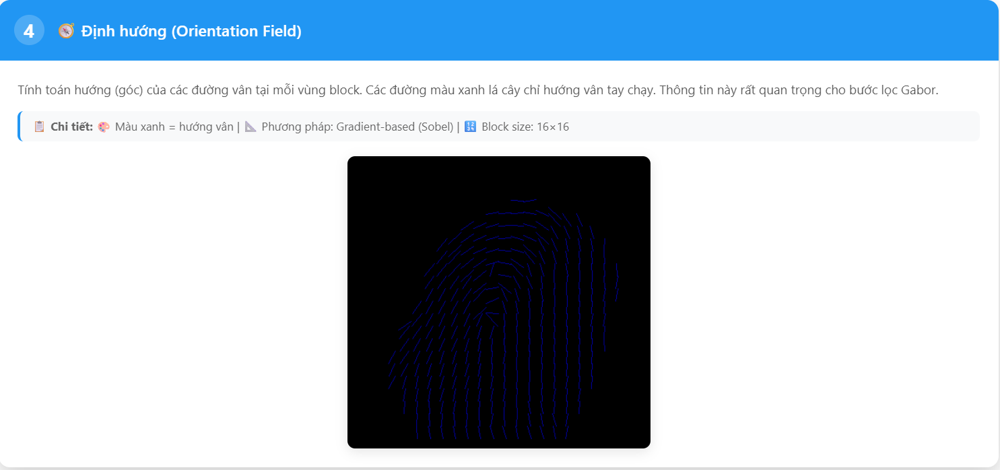 4 🧭 Định hướng (Orientation Field)
Tính toán hướng (góc) của các đường vân tại mỗi vùng block. Các đường màu xanh lá cây chỉ hướng vân tay chạy. Thông tin này rất quan trọng cho bước lọc Gabor.
📋 Chi tiết: 🎨 Màu xanh = hướng vân | 📐 Phương pháp: Gradient-based (Sobel) | 🔢 Block size: 16×16